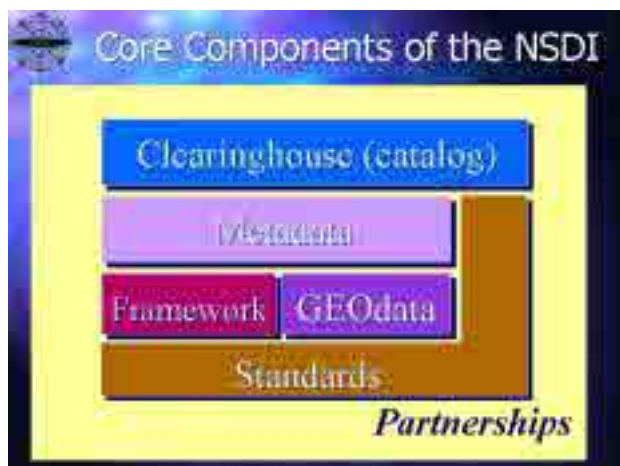 Core Components of the NSDI
Clearinghouse (catalog)
Metadata
Framework GEOdata
Standards
Partnerships